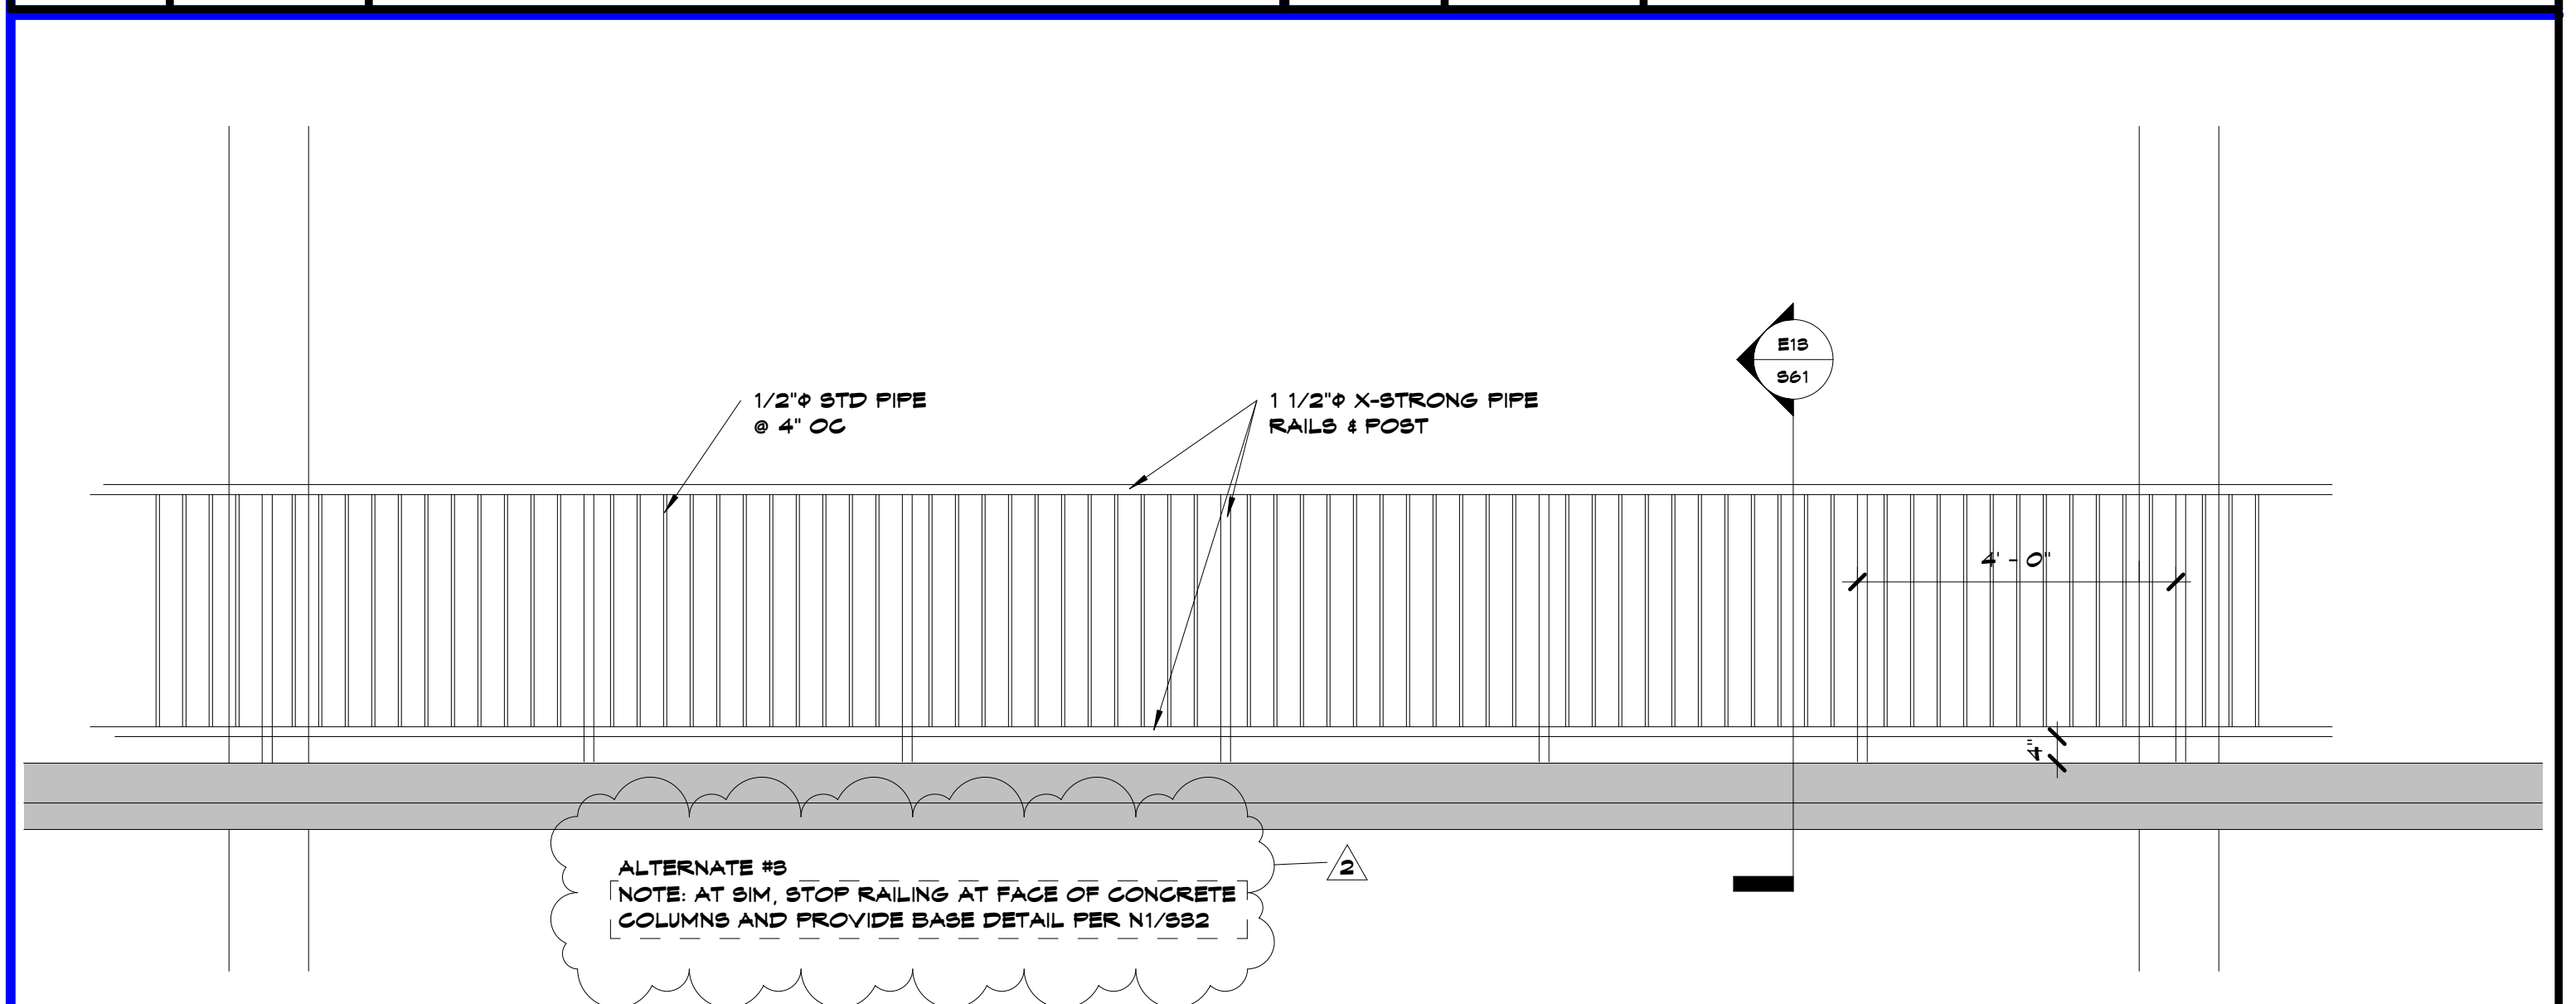 E13
S61
1/2"Φ STD PIPE
@ 4" OC
1 1/2"Φ X-STRONG PIPE
RAILS & POST
4' - 0"
4"
ALTERNATE #3
NOTE: AT SIM, STOP RAILING AT FACE OF CONCRETE
COLUMNS AND PROVIDE BASE DETAIL PER N1/S32
2